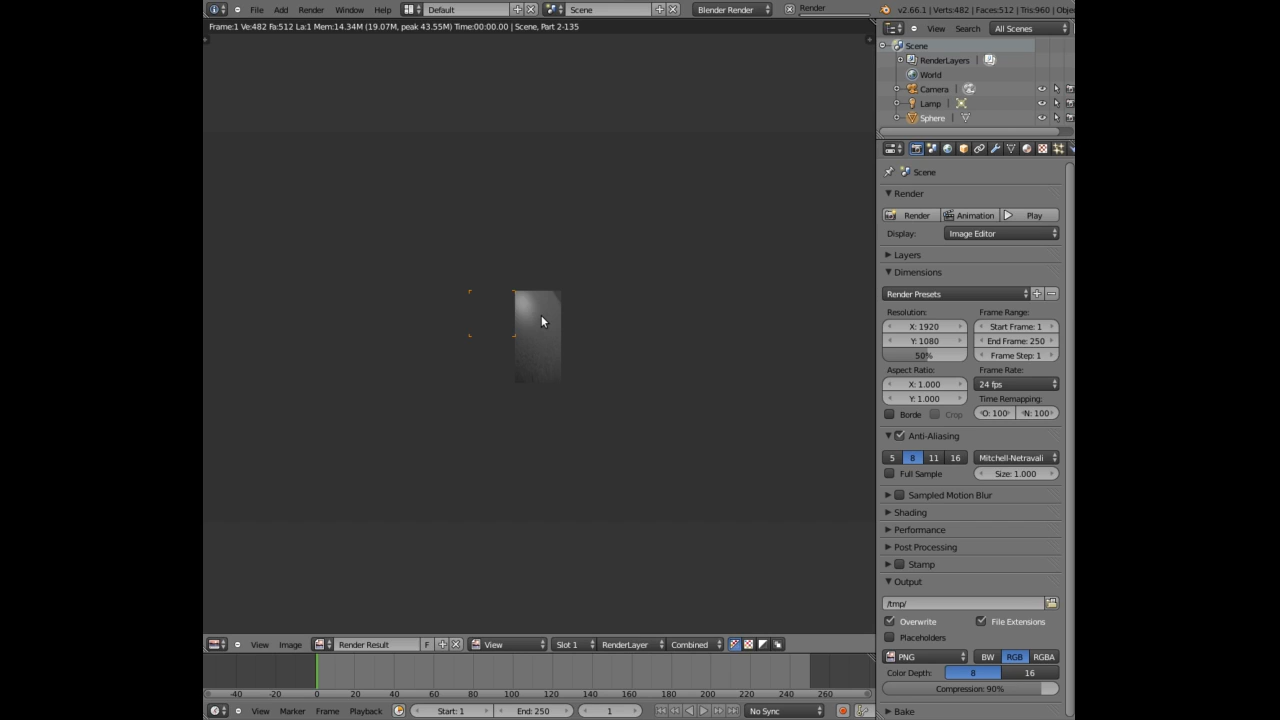 File Add Render Window Help Default Scene Blender Render Render v2.66.1 | Verts:482 | Faces:512 | Tris:960 | Obje
Frame:1 Ve:482 Fa:512 La:1 Mem:14.34M (19.07M, peak 43.55M) Time:00:00.00 | Scene, Part 2-135
View Search All Scenes
Scene
RenderLayers |
World
Camera |
Lamp |
Sphere |
Scene
Render
Render Animation Play
Display: Image Editor
Layers
Dimensions
Render Presets
Resolution: Frame Range:
X: 1920 Start Frame: 1
Y: 1080 End Frame: 250
50% Frame Step: 1
Aspect Ratio: Frame Rate:
X: 1.000 24 fps
Y: 1.000 Time Remapping:
Borde Crop O: 100 N: 100
Anti-Aliasing
5 8 11 16 Mitchell-Netravali
Full Sample Size: 1.000
Sampled Motion Blur
Shading
Performance
Post Processing
Stamp
Output
/tmp/
Overwrite File Extensions
Placeholders
PNG BW RGB RGBA
Color Depth: 8 16
Compression: 90%
Bake
View Image Render Result F View Slot 1 RenderLayer Combined
-40 -20 0 20 40 60 80 100 120 140 160 180 200 220 240 260
View Marker Frame Playback Start: 1 End: 250 1 No Sync